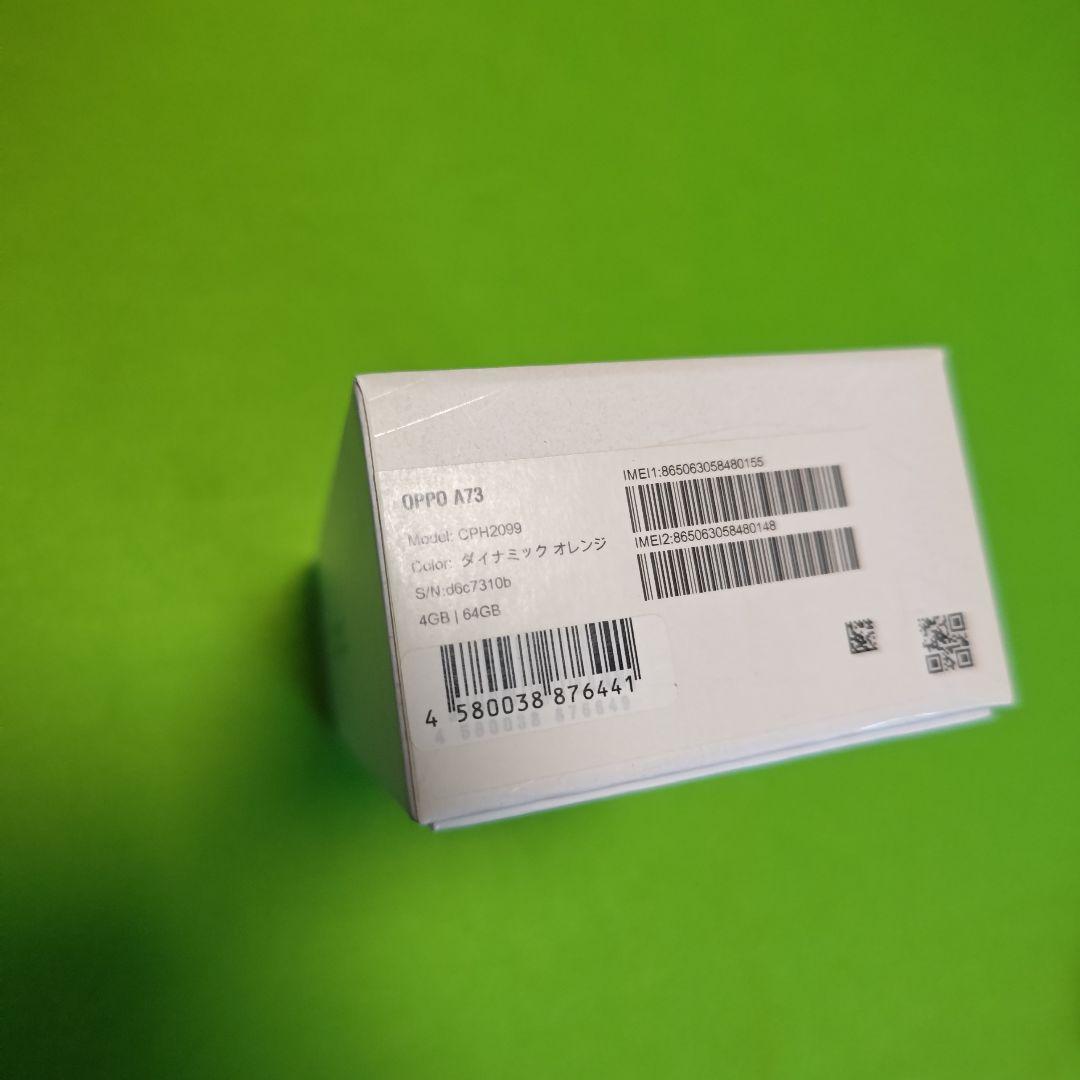 OPPO A73
Model: CPH2099
Color: ダイナミック オレンジ
S/N:d6c7310b
4GB | 64GB
4 580038 876441
IMEI1:865063058480155
IMEI2:865063058480148